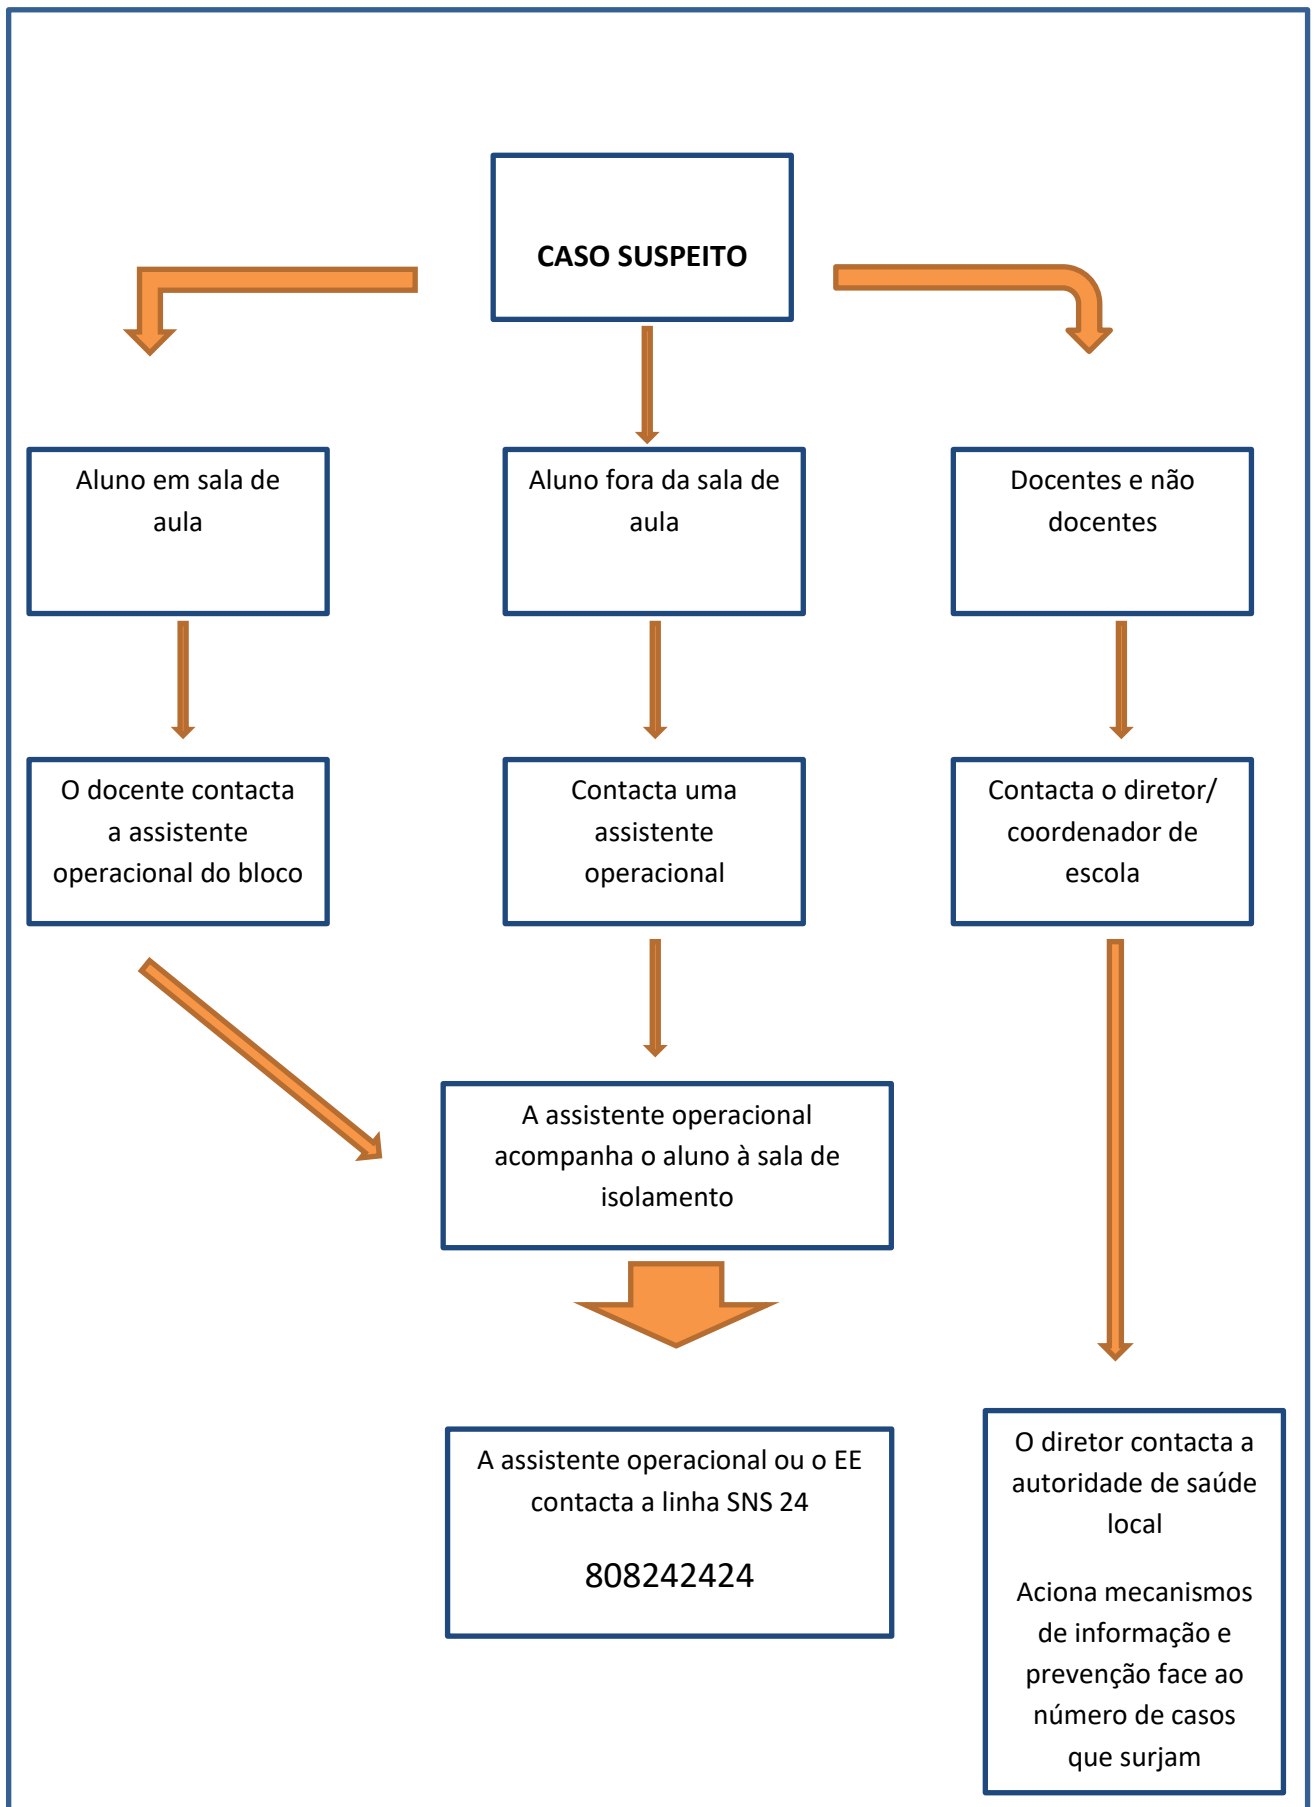 CASO SUSPEITO
Aluno em sala de
aula
Aluno fora da sala de
aula
Docentes e não
docentes
O docente contacta
a assistente
operacional do bloco
Contacta uma
assistente
operacional
Contacta o diretor/
coordenador de
escola
A assistente operacional
acompanha o aluno à sala de
isolamento
A assistente operacional ou o EE
contacta a linha SNS 24
808242424
O diretor contacta a
autoridade de saúde
local
Aciona mecanismos
de informação e
prevenção face ao
número de casos
que surjam